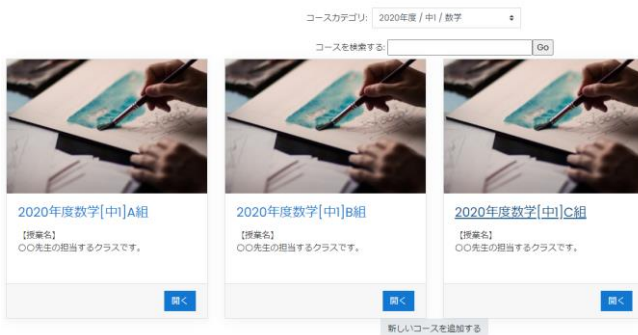 コースカテゴリ: 2020年度 / 中1 / 数学
コースを検索する: Go
2020年度数学[中1]A組
【授業名】
〇〇先生の担当するクラスです。
開く
2020年度数学[中1]B組
【授業名】
〇〇先生の担当するクラスです。
開く
2020年度数学[中1]C組
【授業名】
〇〇先生の担当するクラスです。
開く
新しいコースを追加する